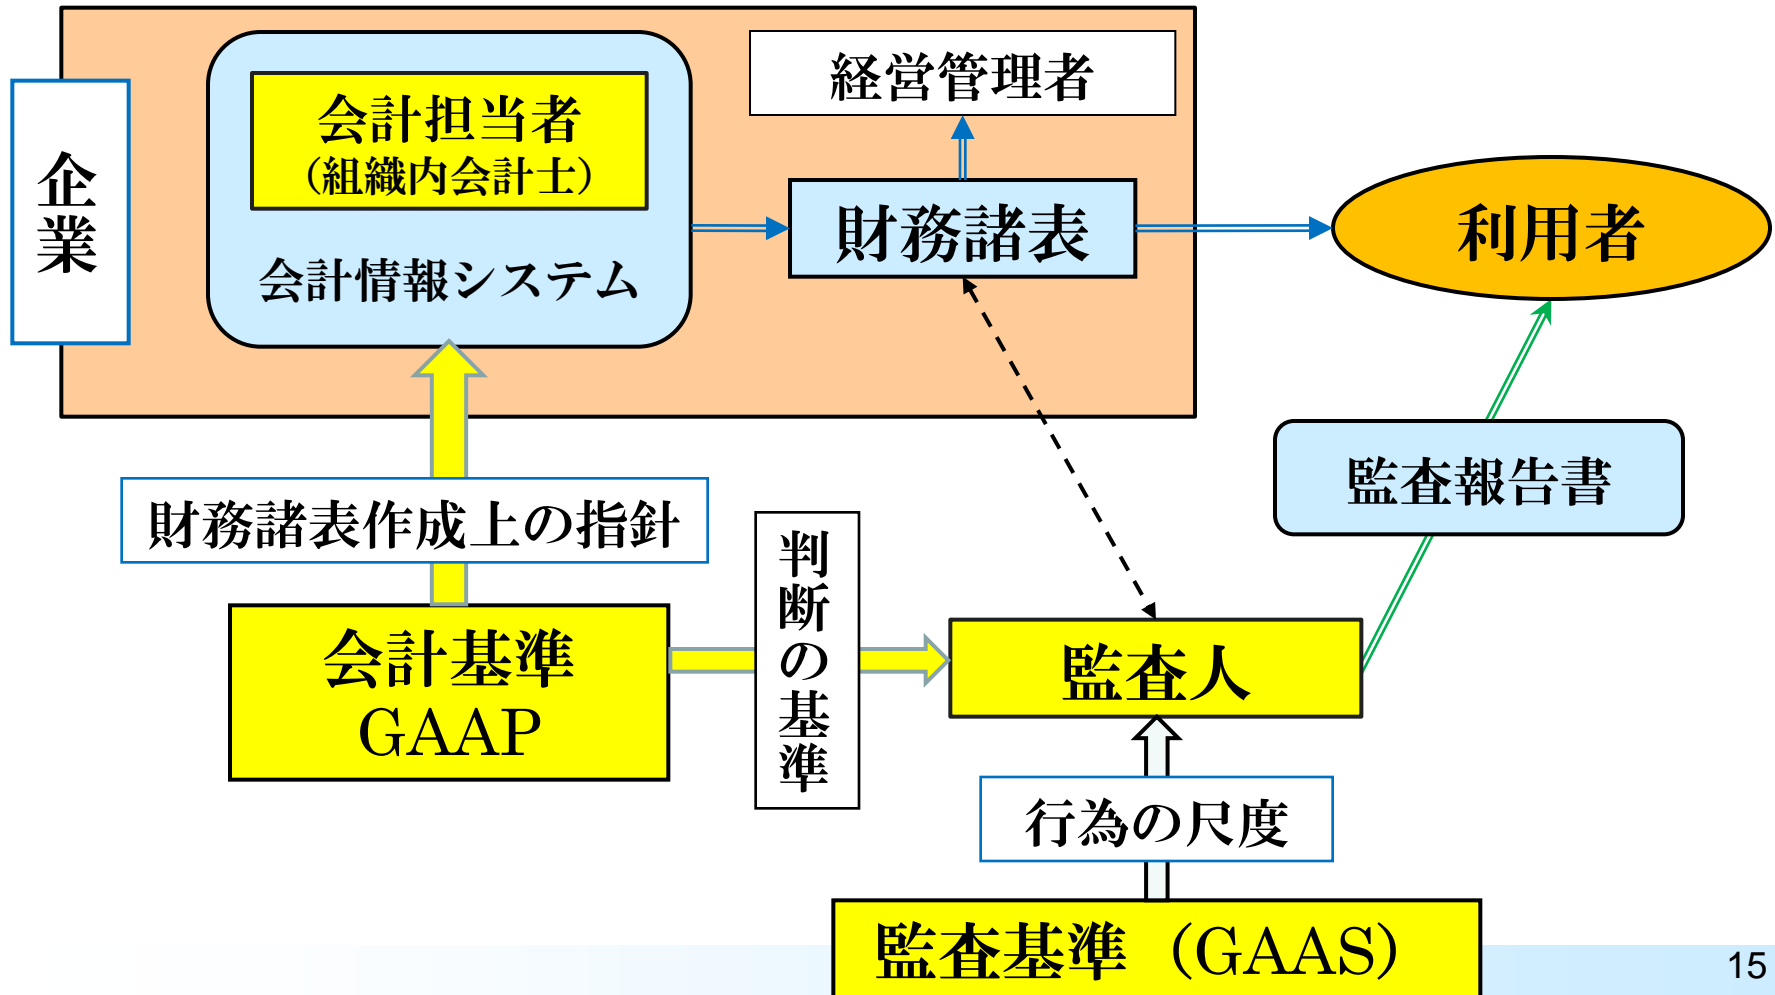 企業
会計担当者
（組織内会計士）
会計情報システム
経営管理者
財務諸表
利用者
監査報告書
財務諸表作成上の指針
判断の基準
会計基準
GAAP
監査人
行為の尺度
監査基準（GAAS）
15